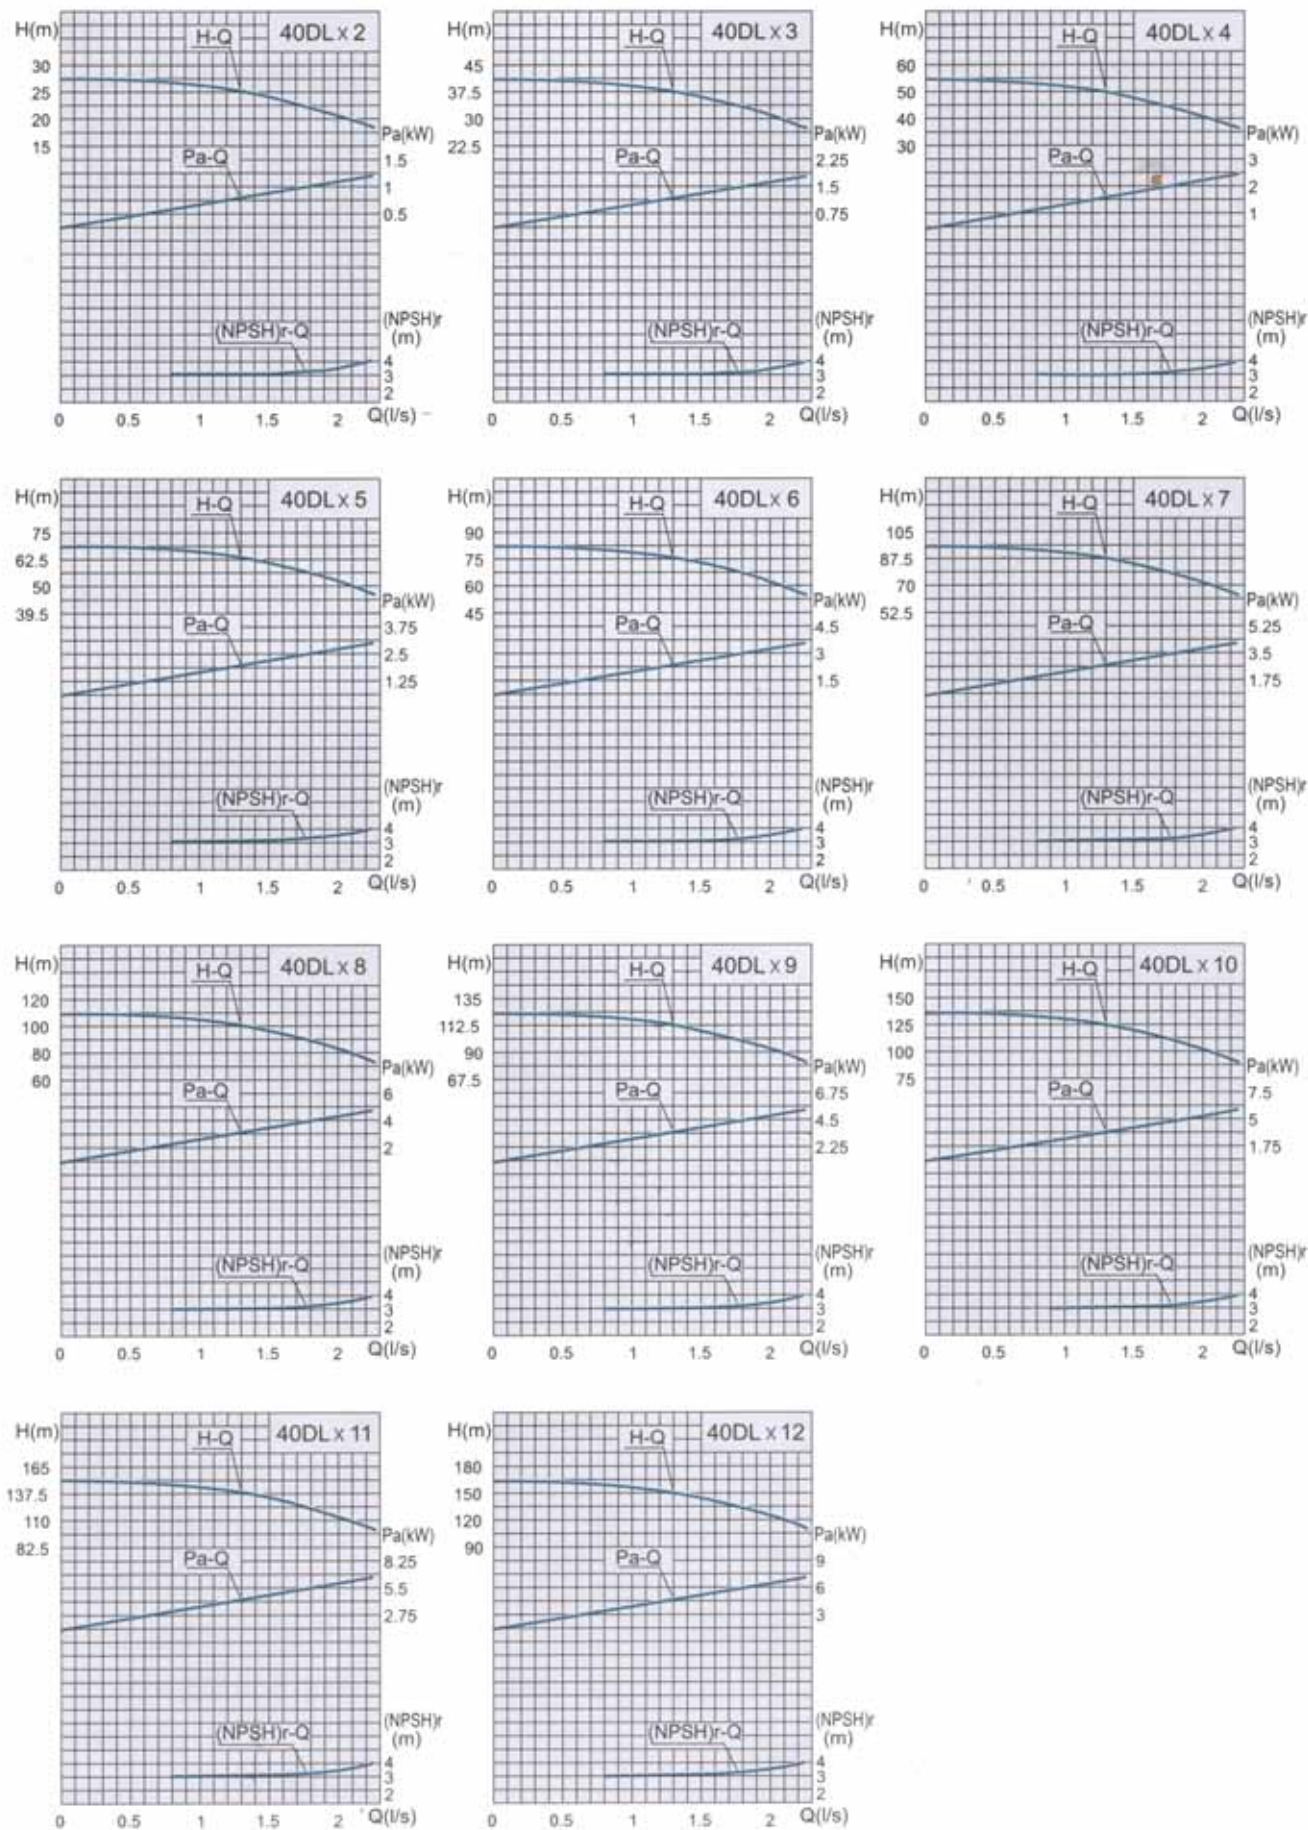 H(m) H-Q 40DL x 2
30
25
20
15
Pa(kW)
Pa-Q
1.5
1
0.5
(NPSH)r-Q
(NPSH)r
(m)
4
3
2
0 0.5 1 1.5 2 Q(l/s)
H(m) H-Q 40DL x 3
45
37.5
30
22.5
Pa(kW)
Pa-Q
2.25
1.5
0.75
(NPSH)r-Q
(NPSH)r
(m)
4
3
2
0 0.5 1 1.5 2 Q(l/s)
H(m) H-Q 40DL x 4
60
50
40
30
Pa(kW)
Pa-Q
3
2
1
(NPSH)r-Q
(NPSH)r
(m)
4
3
2
0 0.5 1 1.5 2 Q(l/s)
H(m) H-Q 40DL x 5
75
62.5
50
39.5
Pa(kW)
Pa-Q
3.75
2.5
1.25
(NPSH)r-Q
(NPSH)r
(m)
4
3
2
0 0.5 1 1.5 2 Q(l/s)
H(m) H-Q 40DL x 6
90
75
60
45
Pa(kW)
Pa-Q
4.5
3
1.5
(NPSH)r-Q
(NPSH)r
(m)
4
3
2
0 0.5 1 1.5 2 Q(l/s)
H(m) H-Q 40DL x 7
105
87.5
70
52.5
Pa(kW)
Pa-Q
5.25
3.5
1.75
(NPSH)r-Q
(NPSH)r
(m)
4
3
2
0 0.5 1 1.5 2 Q(l/s)
H(m) H-Q 40DL x 8
120
100
80
60
Pa(kW)
Pa-Q
6
4
2
(NPSH)r-Q
(NPSH)r
(m)
4
3
2
0 0.5 1 1.5 2 Q(l/s)
H(m) H-Q 40DL x 9
135
112.5
90
67.5
Pa(kW)
Pa-Q
6.75
4.5
2.25
(NPSH)r-Q
(NPSH)r
(m)
4
3
2
0 0.5 1 1.5 2 Q(l/s)
H(m) H-Q 40DL x 10
150
125
100
75
Pa(kW)
Pa-Q
7.5
5
1.75
(NPSH)r-Q
(NPSH)r
(m)
4
3
2
0 0.5 1 1.5 2 Q(l/s)
H(m) H-Q 40DL x 11
165
137.5
110
82.5
Pa(kW)
Pa-Q
8.25
5.5
2.75
(NPSH)r-Q
(NPSH)r
(m)
4
3
2
0 0.5 1 1.5 2 Q(l/s)
H(m) H-Q 40DL x 12
180
150
120
90
Pa(kW)
Pa-Q
9
6
3
(NPSH)r-Q
(NPSH)r
(m)
4
3
2
0 0.5 1 1.5 2 Q(l/s)